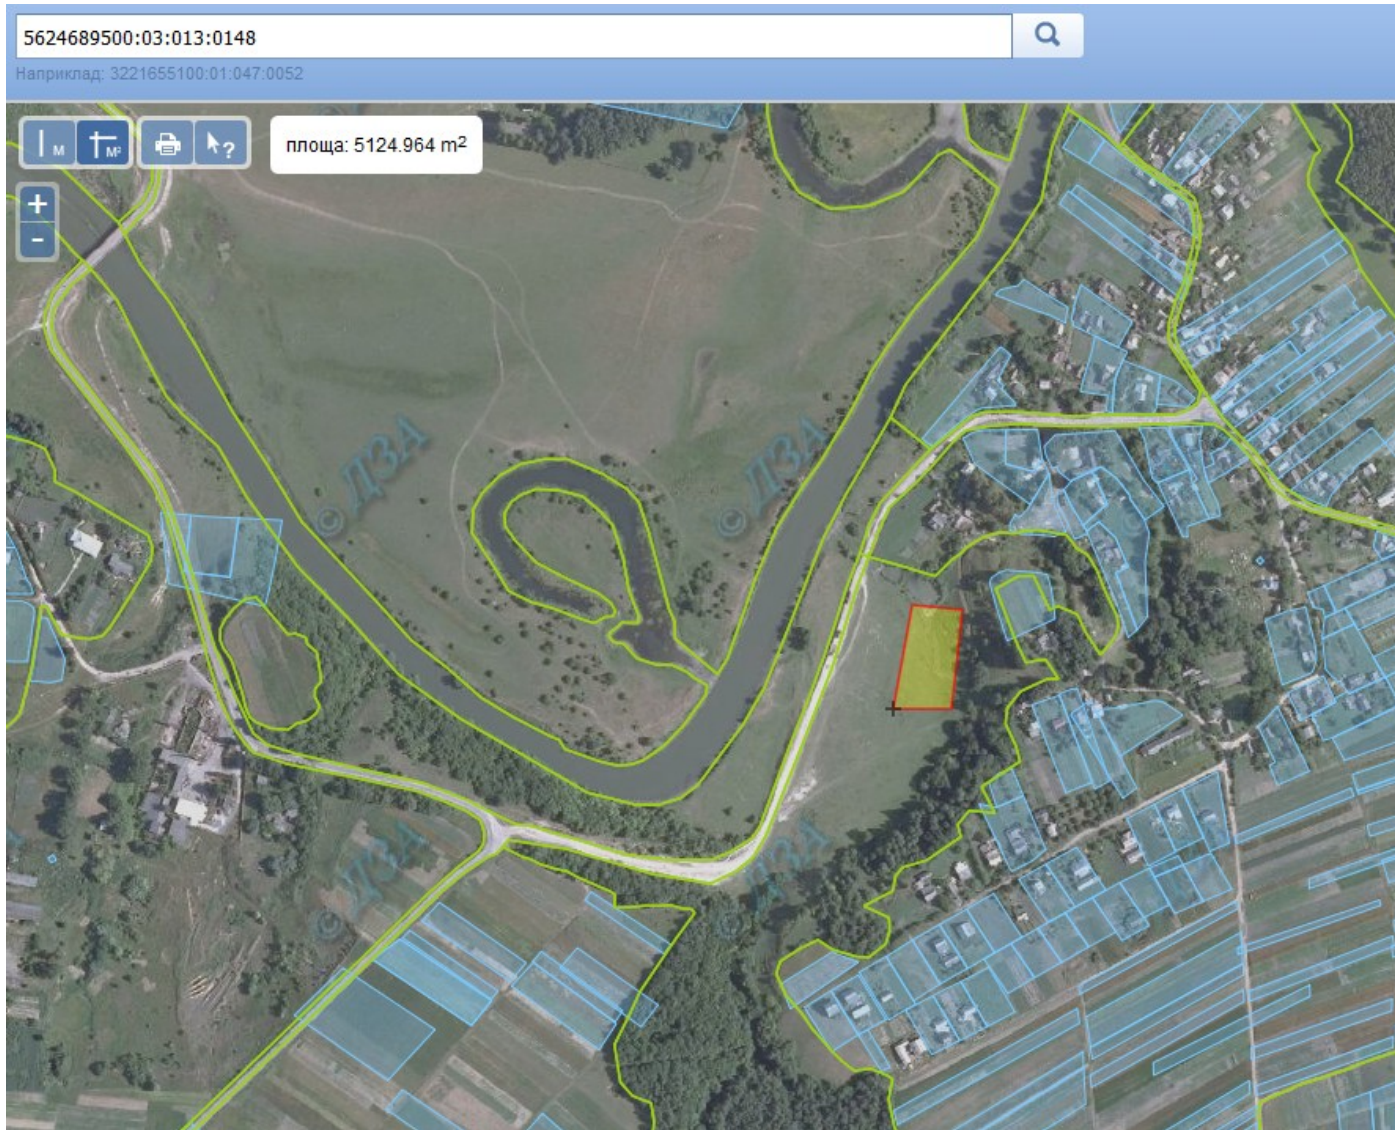 5624689500:03:013:0148
Наприклад: 3221655100:01:047:0052
м
м²
?
площа: 5124.964 m²
+
-
© ДЗА
© ДЗА
© ДЗА
© ДЗА